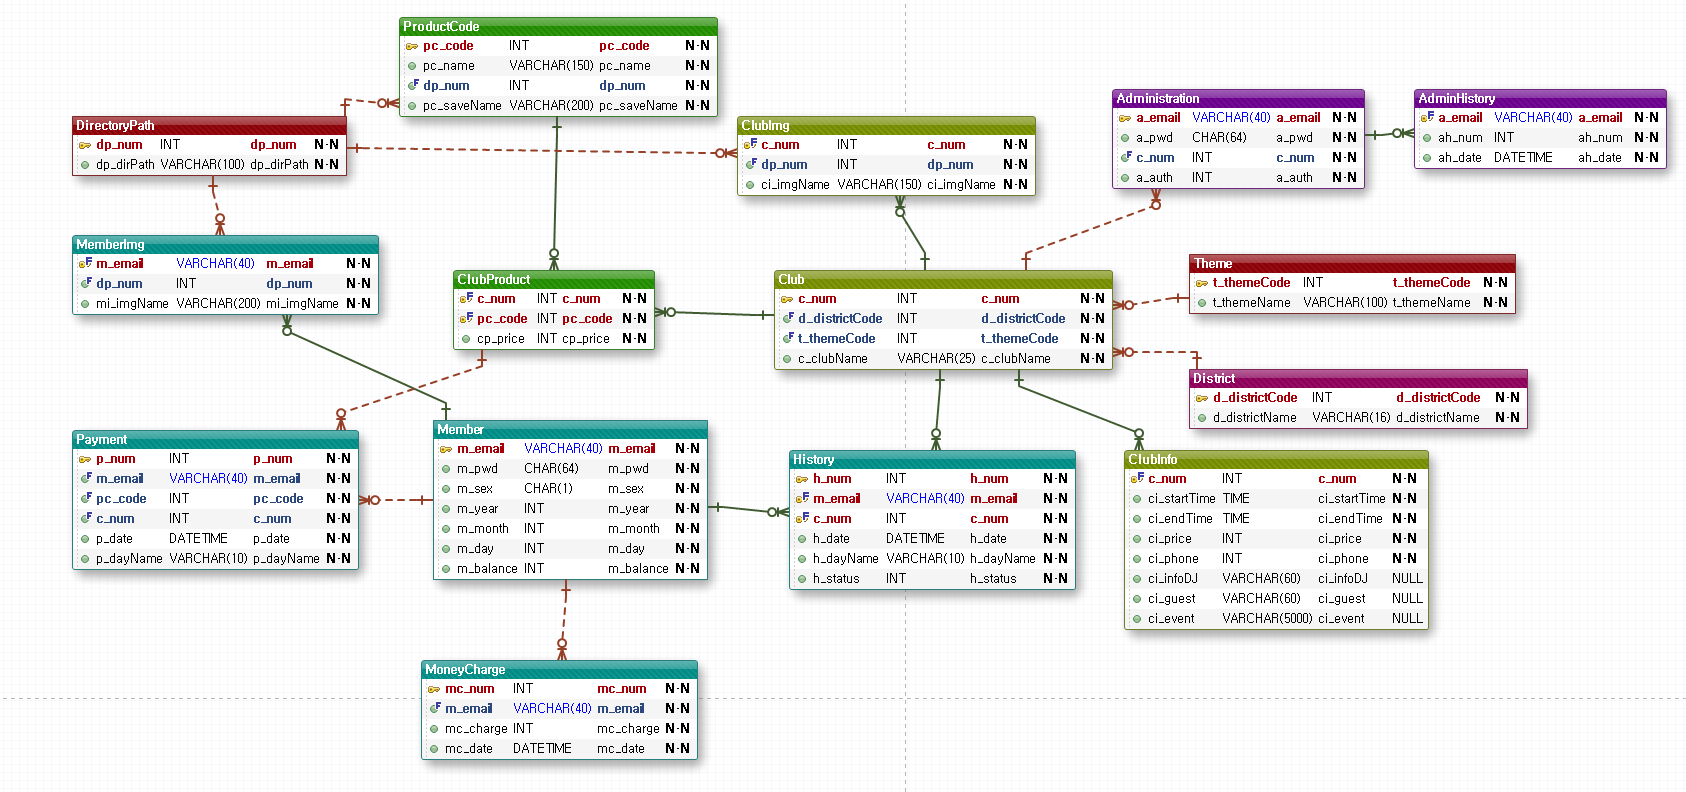 ProductCode
pc_code INT pc_code N-N
pc_name VARCHAR(150) pc_name N-N
dp_num INT dp_num N-N
pc_saveName VARCHAR(200) pc_saveName N-N
DirectoryPath
dp_num INT dp_num N-N
dp_dirPath VARCHAR(100) dp_dirPath N-N
ClubImg
c_num INT c_num N-N
dp_num INT dp_num N-N
ci_imgName VARCHAR(150) ci_imgName N-N
Administration
a_email VARCHAR(40) a_email N-N
a_pwd CHAR(64) a_pwd N-N
c_num INT c_num N-N
a_auth INT a_auth N-N
AdminHistory
a_email VARCHAR(40) a_email N-N
ah_num INT ah_num N-N
ah_date DATETIME ah_date N-N
MemberImg
m_email VARCHAR(40) m_email N-N
dp_num INT dp_num N-N
mi_imgName VARCHAR(200) mi_imgName N-N
ClubProduct
c_num INT c_num N-N
pc_code INT pc_code N-N
cp_price INT cp_price N-N
Club
c_num INT c_num N-N
d_districtCode INT d_districtCode N-N
t_themeCode INT t_themeCode N-N
c_clubName VARCHAR(25) c_clubName N-N
Theme
t_themeCode INT t_themeCode N-N
t_themeName VARCHAR(100) t_themeName N-N
District
d_districtCode INT d_districtCode N-N
d_districtName VARCHAR(16) d_districtName N-N
Payment
p_num INT p_num N-N
m_email VARCHAR(40) m_email N-N
pc_code INT pc_code N-N
c_num INT c_num N-N
p_date DATETIME p_date N-N
p_dayName VARCHAR(10) p_dayName N-N
Member
m_email VARCHAR(40) m_email N-N
m_pwd CHAR(64) m_pwd N-N
m_sex CHAR(1) m_sex N-N
m_year INT m_year N-N
m_month INT m_month N-N
m_day INT m_day N-N
m_balance INT m_balance N-N
History
h_num INT h_num N-N
m_email VARCHAR(40) m_email N-N
c_num INT c_num N-N
h_date DATETIME h_date N-N
h_dayName VARCHAR(10) h_dayName N-N
h_status INT h_status N-N
ClubInfo
c_num INT c_num N-N
ci_startTime TIME ci_startTime N-N
ci_endTime TIME ci_endTime N-N
ci_price INT ci_price N-N
ci_phone INT ci_phone N-N
ci_infoDJ VARCHAR(60) ci_infoDJ NULL
ci_guest VARCHAR(60) ci_guest NULL
ci_event VARCHAR(5000) ci_event NULL
MoneyCharge
mc_num INT mc_num N-N
m_email VARCHAR(40) m_email N-N
mc_charge INT mc_charge N-N
mc_date DATETIME mc_date N-N